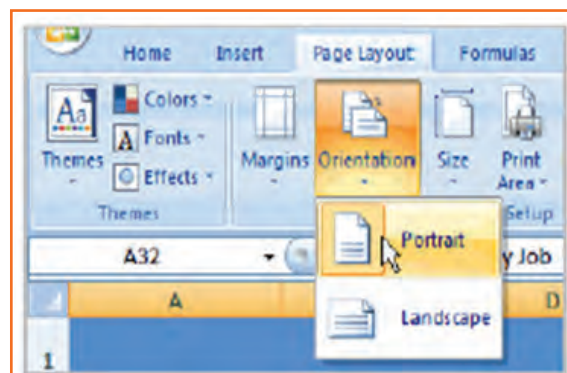 Home Insert Page Layout Formulas
Aa Colors
A Fonts
Effects
Themes Margins Orientation Size Print Area
Themes Setup
A32 y Job
Portrait
A D
Landscape
1